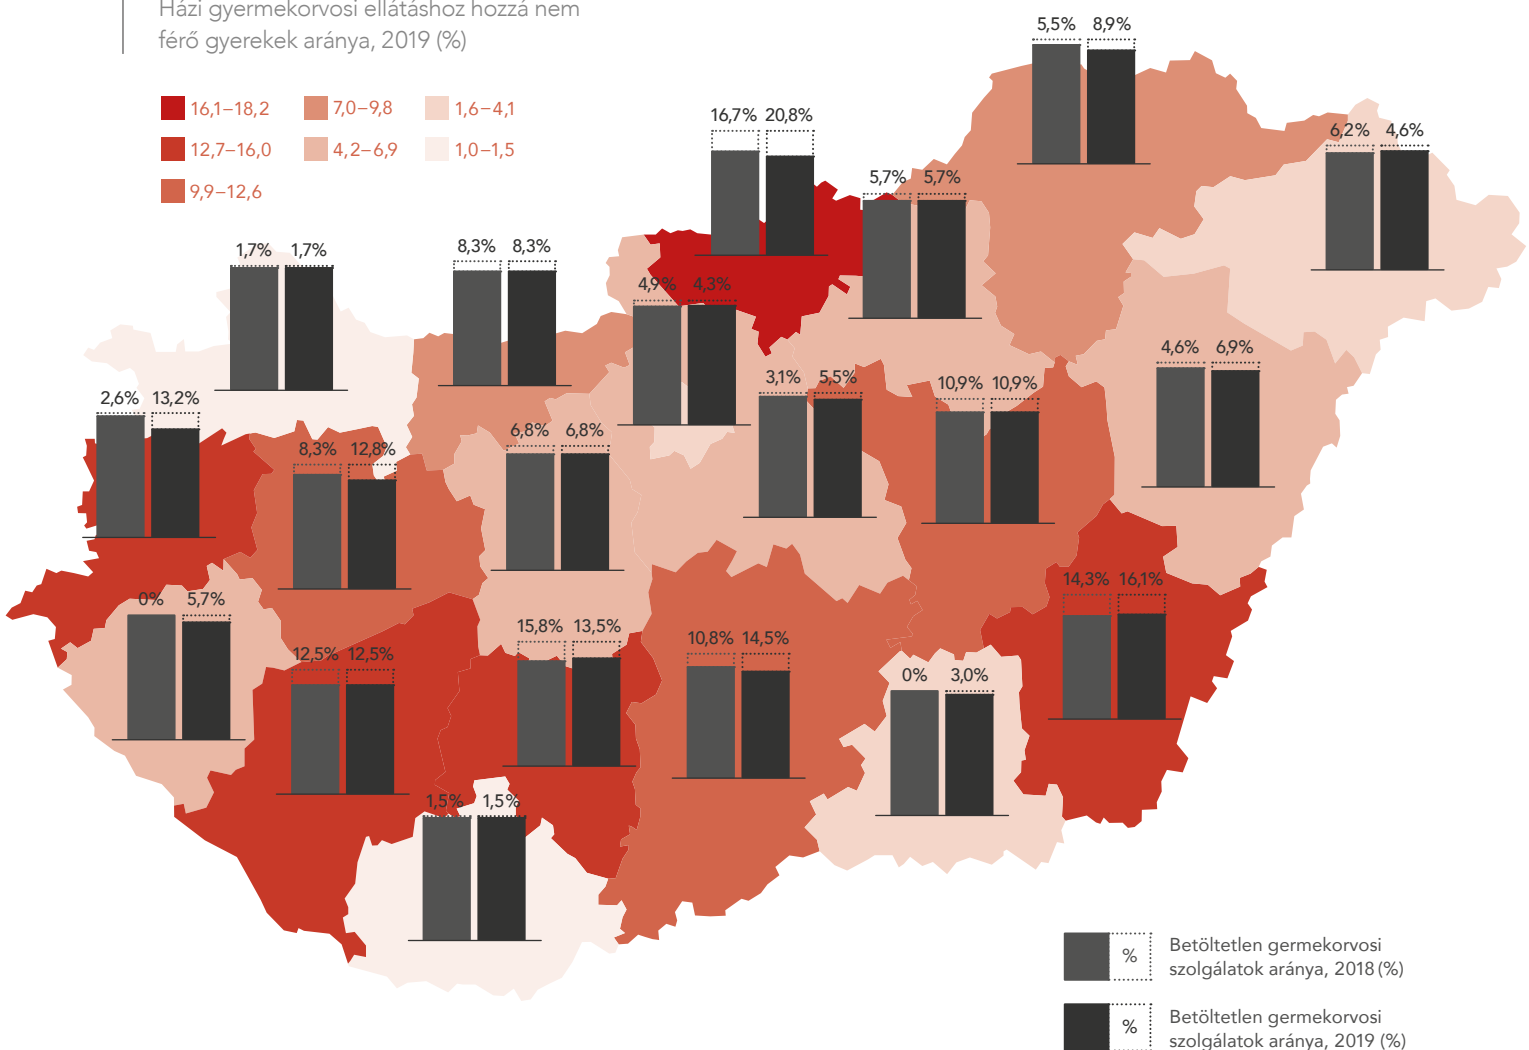 Házi gyermekorvosi ellátáshoz hozzá nem
férő gyerekek aránya, 2019 (%)
16,1–18,2 7,0–9,8 1,6–4,1
12,7–16,0 4,2–6,9 1,0–1,5
9,9–12,6
5,5% 8,9%
16,7% 20,8%
6,2% 4,6%
5,7% 5,7%
1,7% 1,7%
8,3% 8,3%
4,9% 4,3%
4,6% 6,9%
3,1% 5,5%
10,9% 10,9%
2,6% 13,2%
6,8% 6,8%
8,3% 12,8%
14,3% 16,1%
0% 5,7%
15,8% 13,5%
10,8% 14,5%
12,5% 12,5%
0% 3,0%
1,5% 1,5%
% Betöltetlen germekorvosi
szolgálatok aránya, 2018 (%)
% Betöltetlen germekorvosi
szolgálatok aránya, 2019 (%)